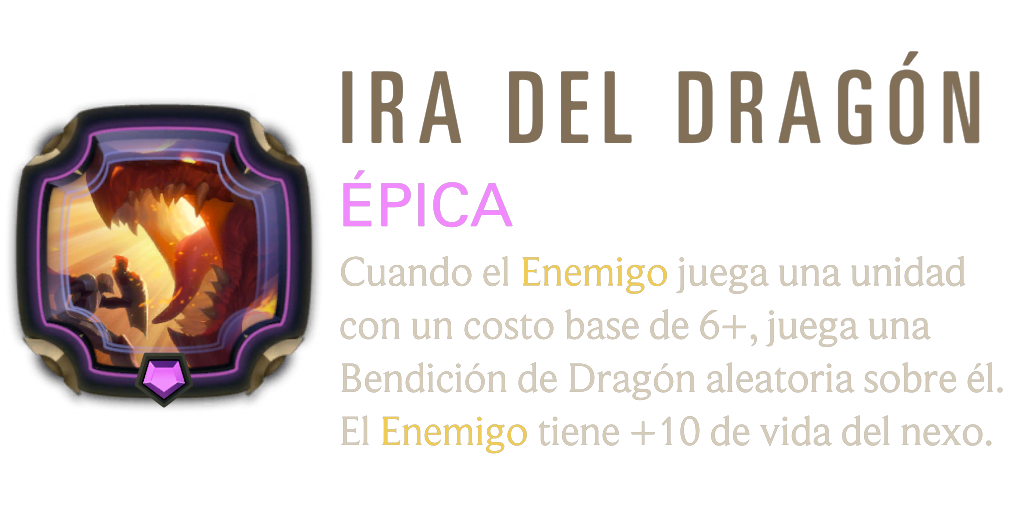 IRA DEL DRAGÓN
ÉPICA
Cuando el Enemigo juega una unidad
con un costo base de 6+, juega una
Bendición de Dragón aleatoria sobre él.
El Enemigo tiene +10 de vida del nexo.